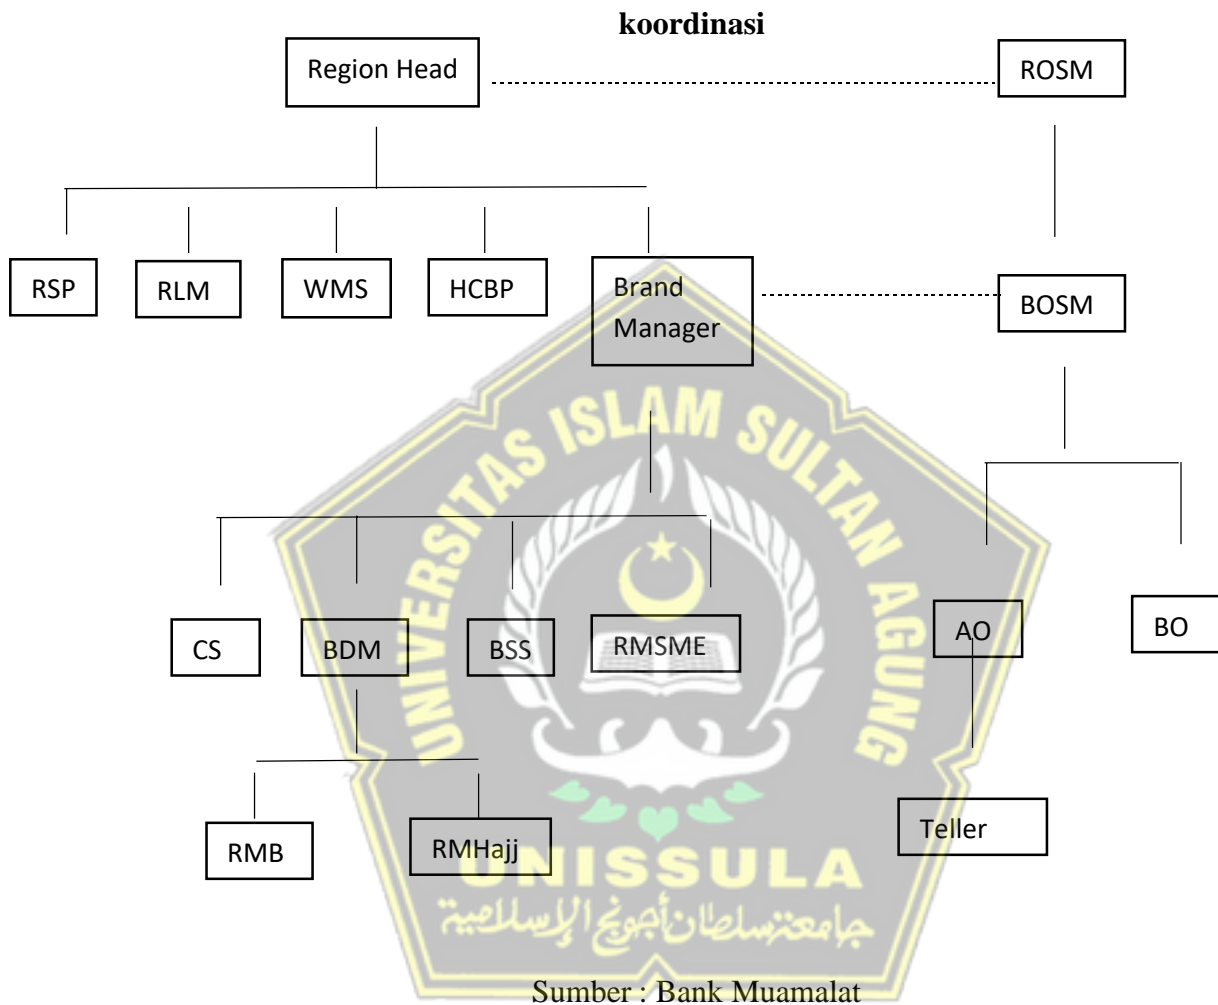 koordinasi
Region Head
ROSM
RSP
RLM
WMS
HCBP
Brand
Manager
BOSM
CS
BDM
BSS
RMSME
AO
BO
RMB
RMHajj
Teller
UNIVERSITAS ISLAM SULTAN AGUNG
UNISSULA
جامعة سلطان أجونج الإسلامية
Sumber : Bank Muamalat